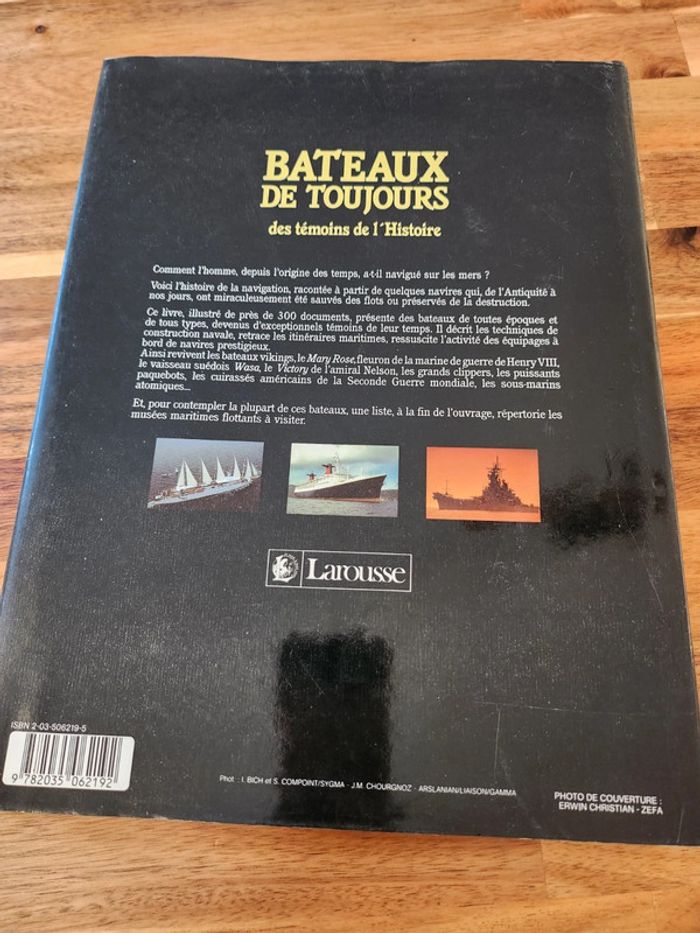 BATEAUX
DE TOUJOURS
des témoins de l'Histoire
Comment l'homme, depuis l'origine des temps, a-t-il navigué sur les mers ?
Voici l'histoire de la navigation, racontée à partir de quelques navires qui, de l'Antiquité à
nos jours, ont miraculeusement été sauvés des flots ou préservés de la destruction.
Ce livre, illustré de près de 300 documents, présente des bateaux de toutes époques et
de tous types, devenus d'exceptionnels témoins de leur temps. Il décrit les techniques de
construction navale, retrace les itinéraires maritimes, ressuscite l'activité des équipages à
bord de navires prestigieux.
Ainsi revivent les bateaux vikings, le Mary Rose, fleuron de la marine de guerre de Henry VIII,
le vaisseau suédois Wasa, le Victory de l'amiral Nelson, les grands clippers, les puissants
paquebots, les cuirassés américains de la Seconde Guerre mondiale, les sous-marins
atomiques...
Et, pour contempler la plupart de ces bateaux, une liste, à la fin de l'ouvrage, répertorie les
musées maritimes flottants à visiter.
Larousse
ISBN 2-03-506219-5
9 782035 062192
Phot : I. BICH et S. COMPOINT/SYGMA - J.M. CHOURGNOZ - ARSLANIAN/LIAISON/GAMMA
PHOTO DE COUVERTURE :
ERWIN CHRISTIAN - ZEFA